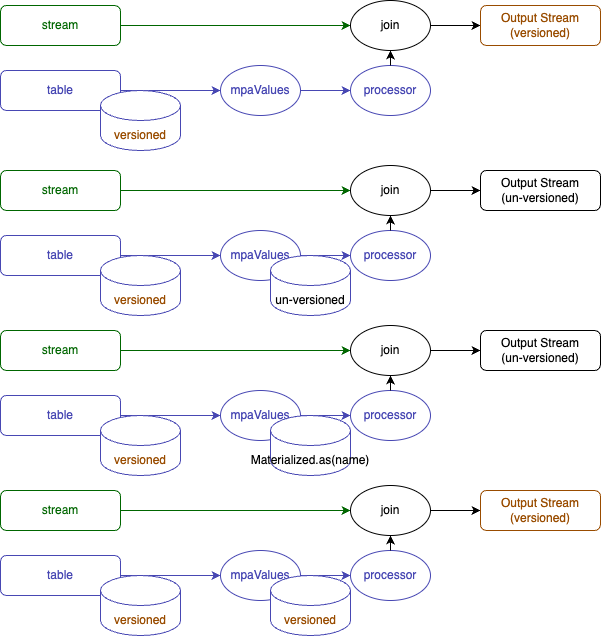 stream
join
Output Stream
(versioned)
table
mpaValues
processor
versioned
stream
join
Output Stream
(un-versioned)
table
mpaValues
processor
versioned
un-versioned
stream
join
Output Stream
(un-versioned)
table
mpaValues
processor
versioned
Materialized.as(name)
stream
join
Output Stream
(versioned)
table
mpaValues
processor
versioned
versioned